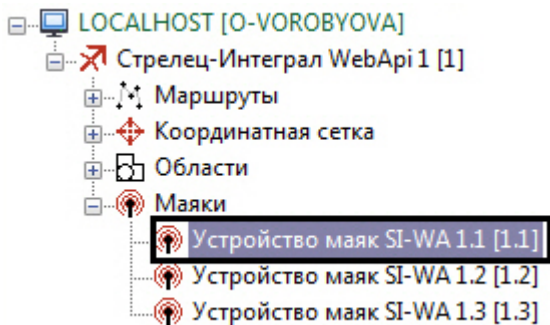 LOCALHOST [O-VOROBYOVA]
Стрелец-Интеграл WebApi 1 [1]
Маршруты
Координатная сетка
Области
Маяки
Устройство маяк SI-WA 1.1 [1.1]
Устройство маяк SI-WA 1.2 [1.2]
Устройство маяк SI-WA 1.3 [1.3]